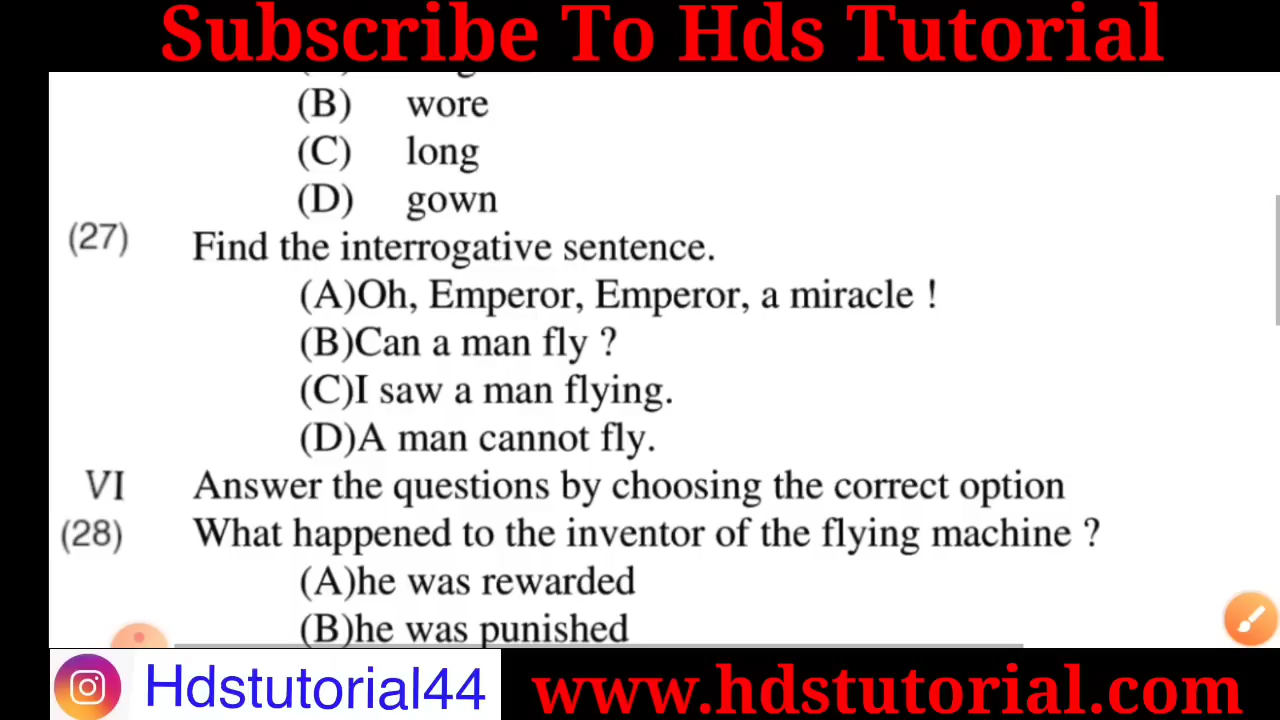 Subscribe To Hds Tutorial
(B) wore
(C) long
(D) gown
(27) Find the interrogative sentence.
(A)Oh, Emperor, Emperor, a miracle !
(B)Can a man fly ?
(C)I saw a man flying.
(D)A man cannot fly.
VI Answer the questions by choosing the correct option
(28) What happened to the inventor of the flying machine ?
(A)he was rewarded
(B)he was punished
Hdstutorial44
www.hdstutorial.com